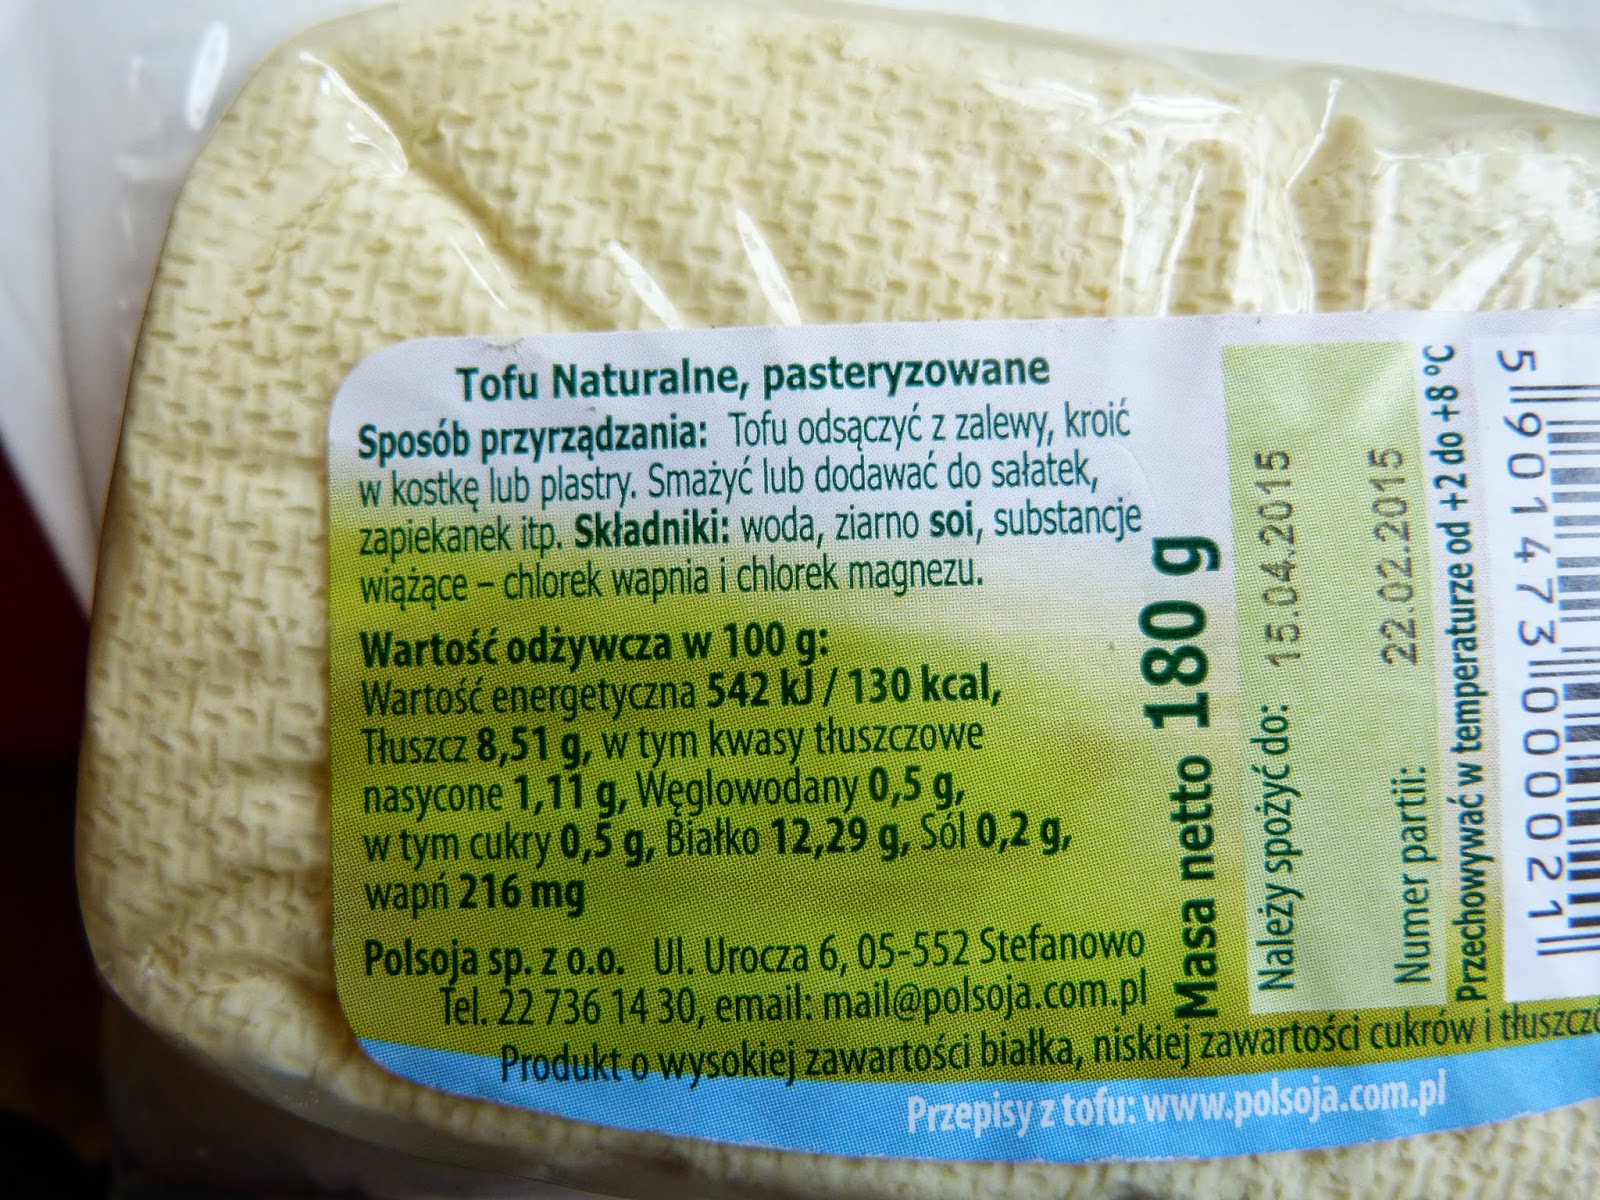 Tofu Naturalne, pasteryzowane
Sposób przyrządzania: Tofu odsączyć z zalewy, kroić
w kostkę lub plastry. Smażyć lub dodawać do sałatek,
zapiekanek itp. Składniki: woda, ziarno soi, substancje
wiążące – chlorek wapnia i chlorek magnezu.
Wartość odżywcza w 100 g:
Wartość energetyczna 542 kJ / 130 kcal,
Tłuszcz 8,51 g, w tym kwasy tłuszczowe
nasycone 1,11 g, Węglowodany 0,5 g,
w tym cukry 0,5 g, Białko 12,29 g, Sól 0,2 g,
wapń 216 mg
Polsoja sp. z o.o. Ul. Urocza 6, 05-552 Stefanowo
Tel. 22 736 14 30, email: mail@polsoja.com.pl
Produkt o wysokiej zawartości białka, niskiej zawartości cukrów i
Przepisy z tofu: www.polsoja.com.pl
Masa netto 180 g
Należy spożyć do: 15.04.2015
Numer partii: 22.02.2015
Przechowywać w temperaturze od +2 do +8 °C
5 901473 000021